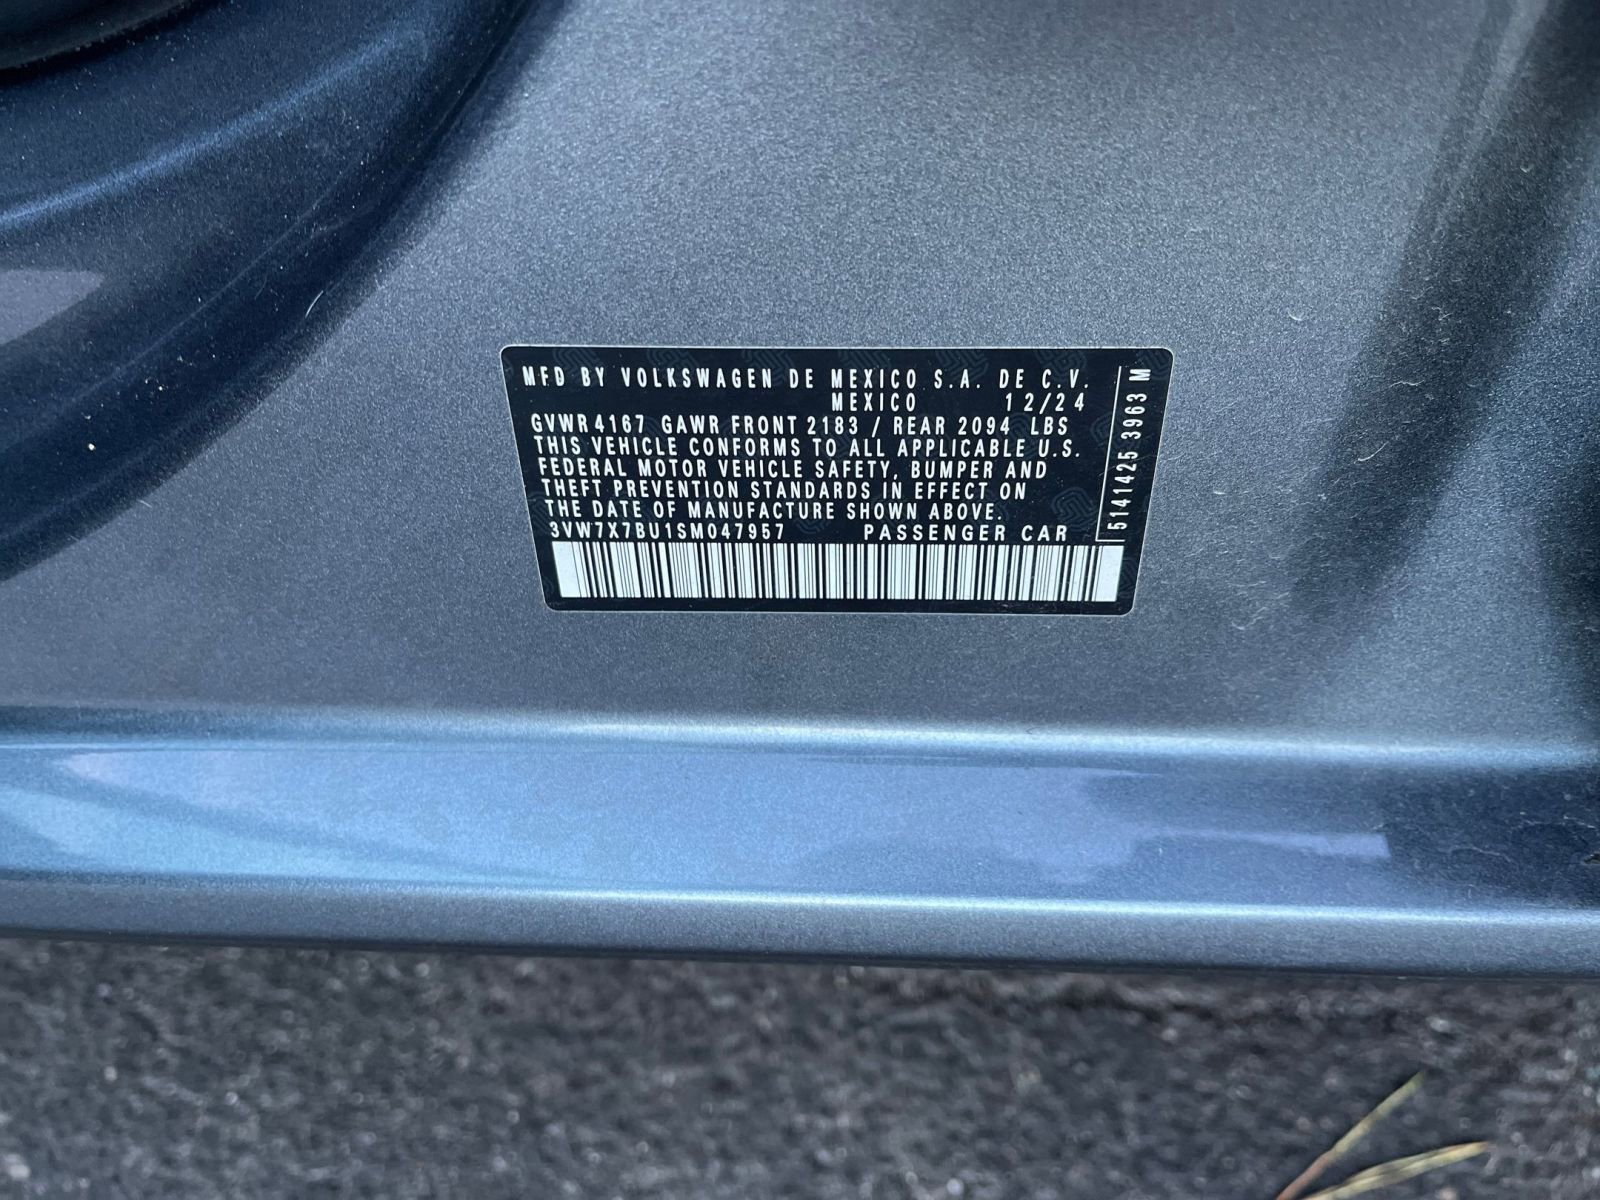 MFD BY VOLKSWAGEN DE MEXICO S.A. DE C.V.
MEXICO 12/24
GVWR 4167 GAWR FRONT 2183 / REAR 2094 LBS
THIS VEHICLE CONFORMS TO ALL APPLICABLE U.S.
FEDERAL MOTOR VEHICLE SAFETY, BUMPER AND
THEFT PREVENTION STANDARDS IN EFFECT ON
THE DATE OF MANUFACTURE SHOWN ABOVE.
3VW7X7BU1SM047957 PASSENGER CAR
5141425 3963 M